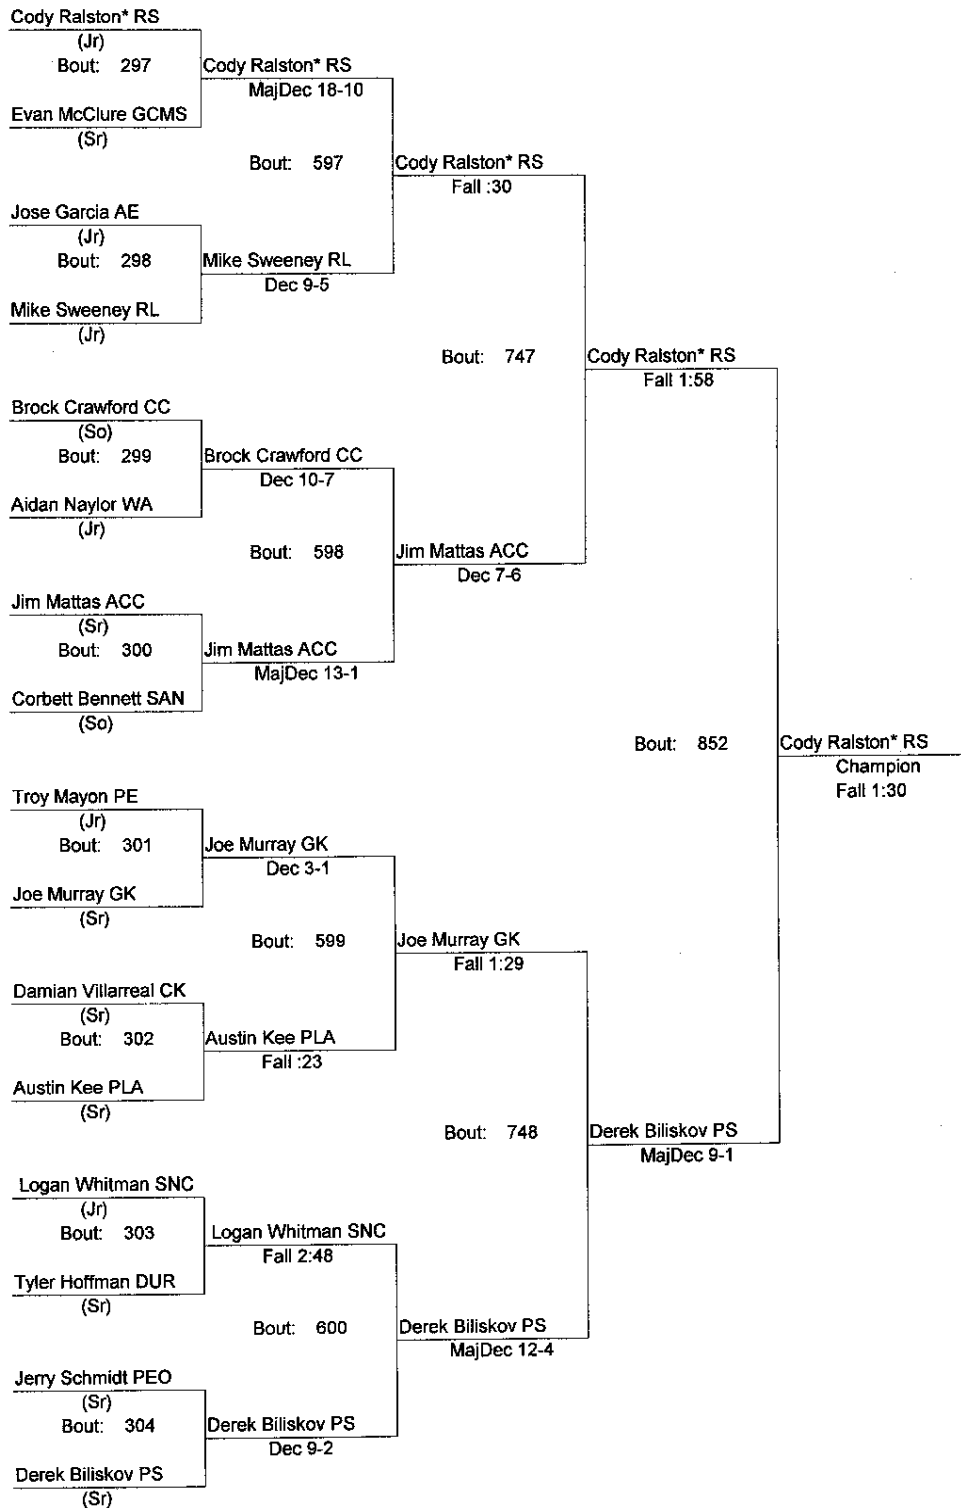 Cody Ralston* RS
(Jr)
Bout: 297
Cody Ralston* RS
MajDec 18-10
Evan McClure GCMS
(Sr)
Bout: 597
Cody Ralston* RS
Fall :30
Jose Garcia AE
(Jr)
Bout: 298
Mike Sweeney RL
Dec 9-5
Mike Sweeney RL
(Jr)
Bout: 747
Cody Ralston* RS
Fall 1:58
Brock Crawford CC
(So)
Bout: 299
Brock Crawford CC
Dec 10-7
Aidan Naylor WA
(Jr)
Bout: 598
Jim Mattas ACC
Dec 7-6
Jim Mattas ACC
(Sr)
Bout: 300
Jim Mattas ACC
MajDec 13-1
Corbett Bennett SAN
(So)
Bout: 852
Cody Ralston* RS
Champion
Fall 1:30
Troy Mayon PE
(Jr)
Bout: 301
Joe Murray GK
Dec 3-1
Joe Murray GK
(Sr)
Bout: 599
Joe Murray GK
Fall 1:29
Damian Villarreal CK
(Sr)
Bout: 302
Austin Kee PLA
Fall :23
Austin Kee PLA
(Sr)
Bout: 748
Derek Biliskov PS
MajDec 9-1
Logan Whitman SNC
(Jr)
Bout: 303
Logan Whitman SNC
Fall 2:48
Tyler Hoffman DUR
(Sr)
Bout: 600
Derek Biliskov PS
MajDec 12-4
Jerry Schmidt PEO
(Sr)
Bout: 304
Derek Biliskov PS
Dec 9-2
Derek Biliskov PS
(Sr)